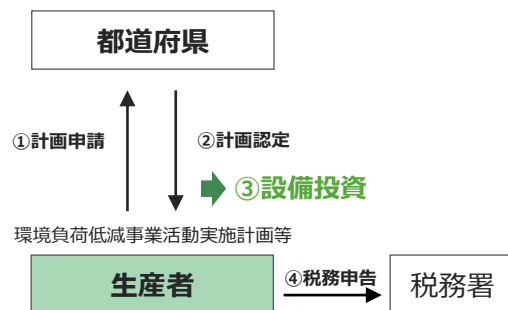 都道府県
①計画申請
②計画認定
③設備投資
環境負荷低減事業活動実施計画等
生産者
④税務申告
税務署